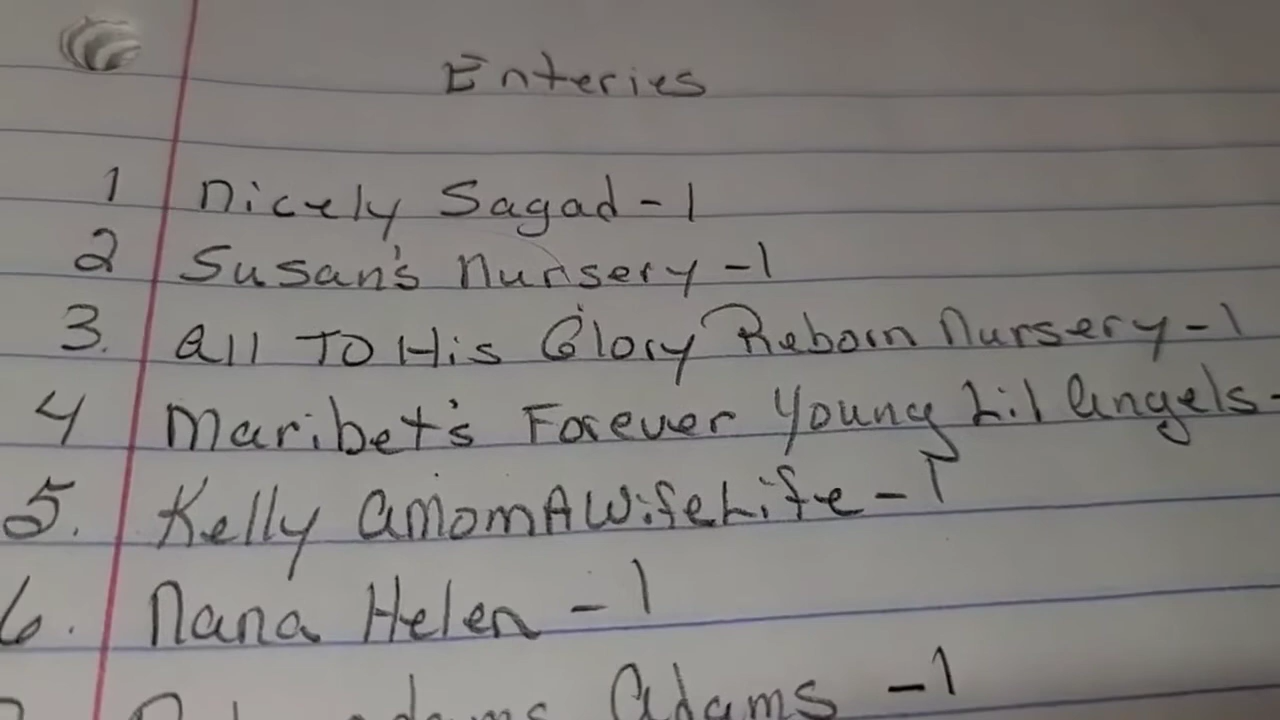 Enteries
1 Nicely Sagad - 1
2 Susan's Nursery - 1
3. All To His Glory Reborn Nursery - 1
4 Maribet's Forever Young Lil Angels -
5. Kelly amomAWifeLife - 1
6. Nana Helen - 1
Adams - 1